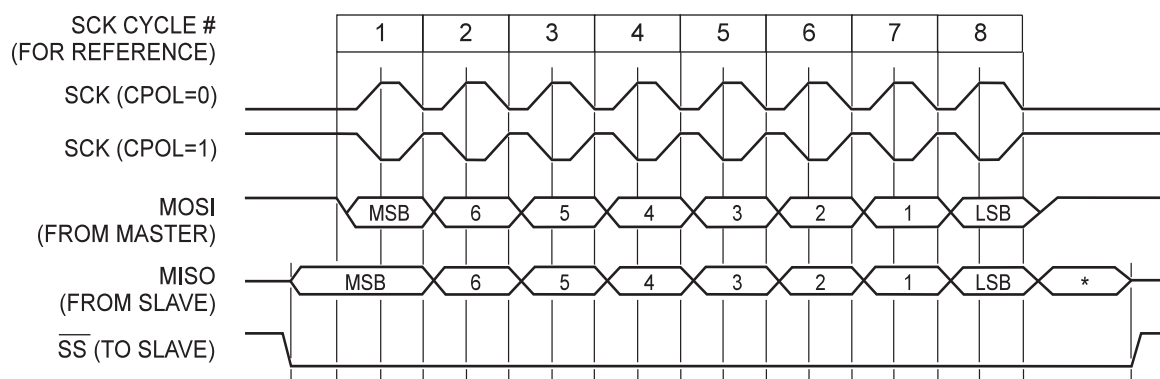 SCK CYCLE #
(FOR REFERENCE)
1 2 3 4 5 6 7 8
SCK (CPOL=0)
SCK (CPOL=1)
MOSI
(FROM MASTER)
MSB 6 5 4 3 2 1 LSB
MISO
(FROM SLAVE)
MSB 6 5 4 3 2 1 LSB *
SS (TO SLAVE)